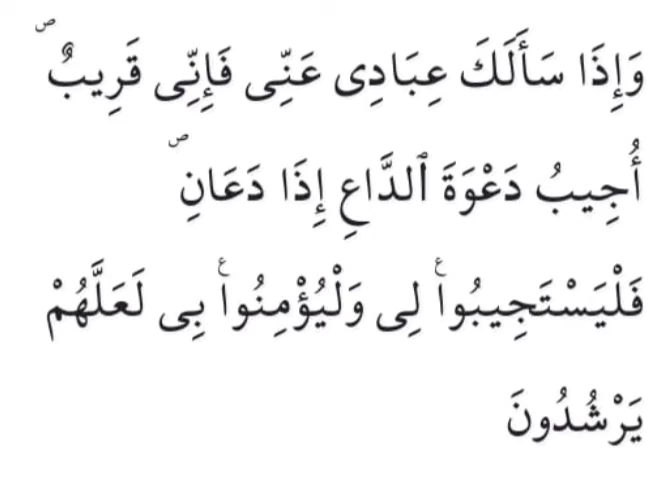 وَإِذَا سَأَلَكَ عِبَادِى عَنِّى فَإِنِّى قَرِيبٌ ۖ
أُجِيبُ دَعْوَةَ ٱلدَّاعِ إِذَا دَعَانِ ۖ
فَلْيَسْتَجِيبُوا۟ لِى وَلْيُؤْمِنُوا۟ بِى لَعَلَّهُمْ
يَرْشُدُونَ